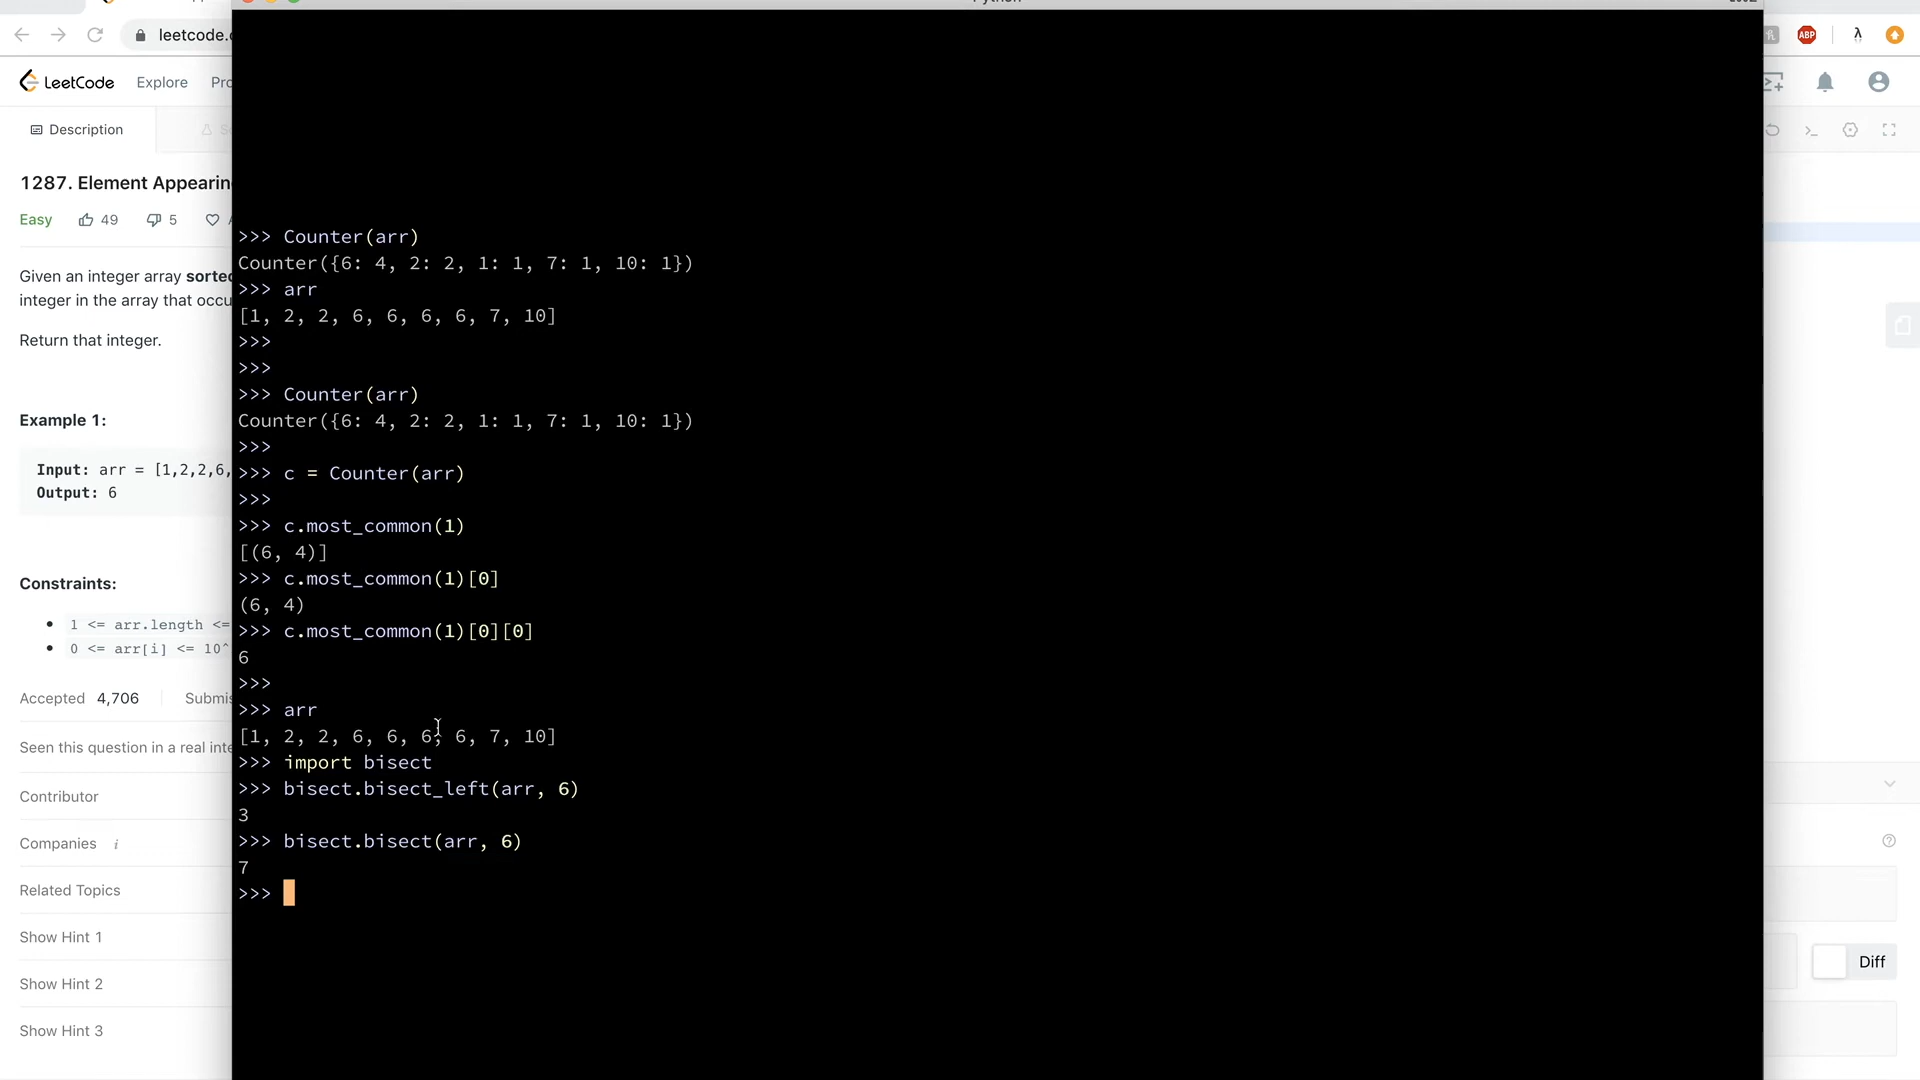 Python
leetcode.
ABP
λ
LeetCode
Explore
Description
1287. Element Appearin
Easy
49
5
Given an integer array sorted
integer in the array that occu
Return that integer.
Example 1:
Input: arr = [1,2,2,6,
Output: 6
Constraints:
1 <= arr.length <=
0 <= arr[i] <= 10^
Accepted 4,706
Submis
Seen this question in a real inte
Contributor
Companies i
Related Topics
Show Hint 1
Show Hint 2
Show Hint 3
>>> Counter(arr)
Counter({6: 4, 2: 2, 1: 1, 7: 1, 10: 1})
>>> arr
[1, 2, 2, 6, 6, 6, 6, 7, 10]
>>>
>>>
>>> Counter(arr)
Counter({6: 4, 2: 2, 1: 1, 7: 1, 10: 1})
>>>
>>> c = Counter(arr)
>>>
>>> c.most_common(1)
[(6, 4)]
>>> c.most_common(1)[0]
(6, 4)
>>> c.most_common(1)[0][0]
6
>>>
>>> arr
[1, 2, 2, 6, 6, 6, 6, 7, 10]
>>> import bisect
>>> bisect.bisect_left(arr, 6)
3
>>> bisect.bisect(arr, 6)
7
>>>
Diff